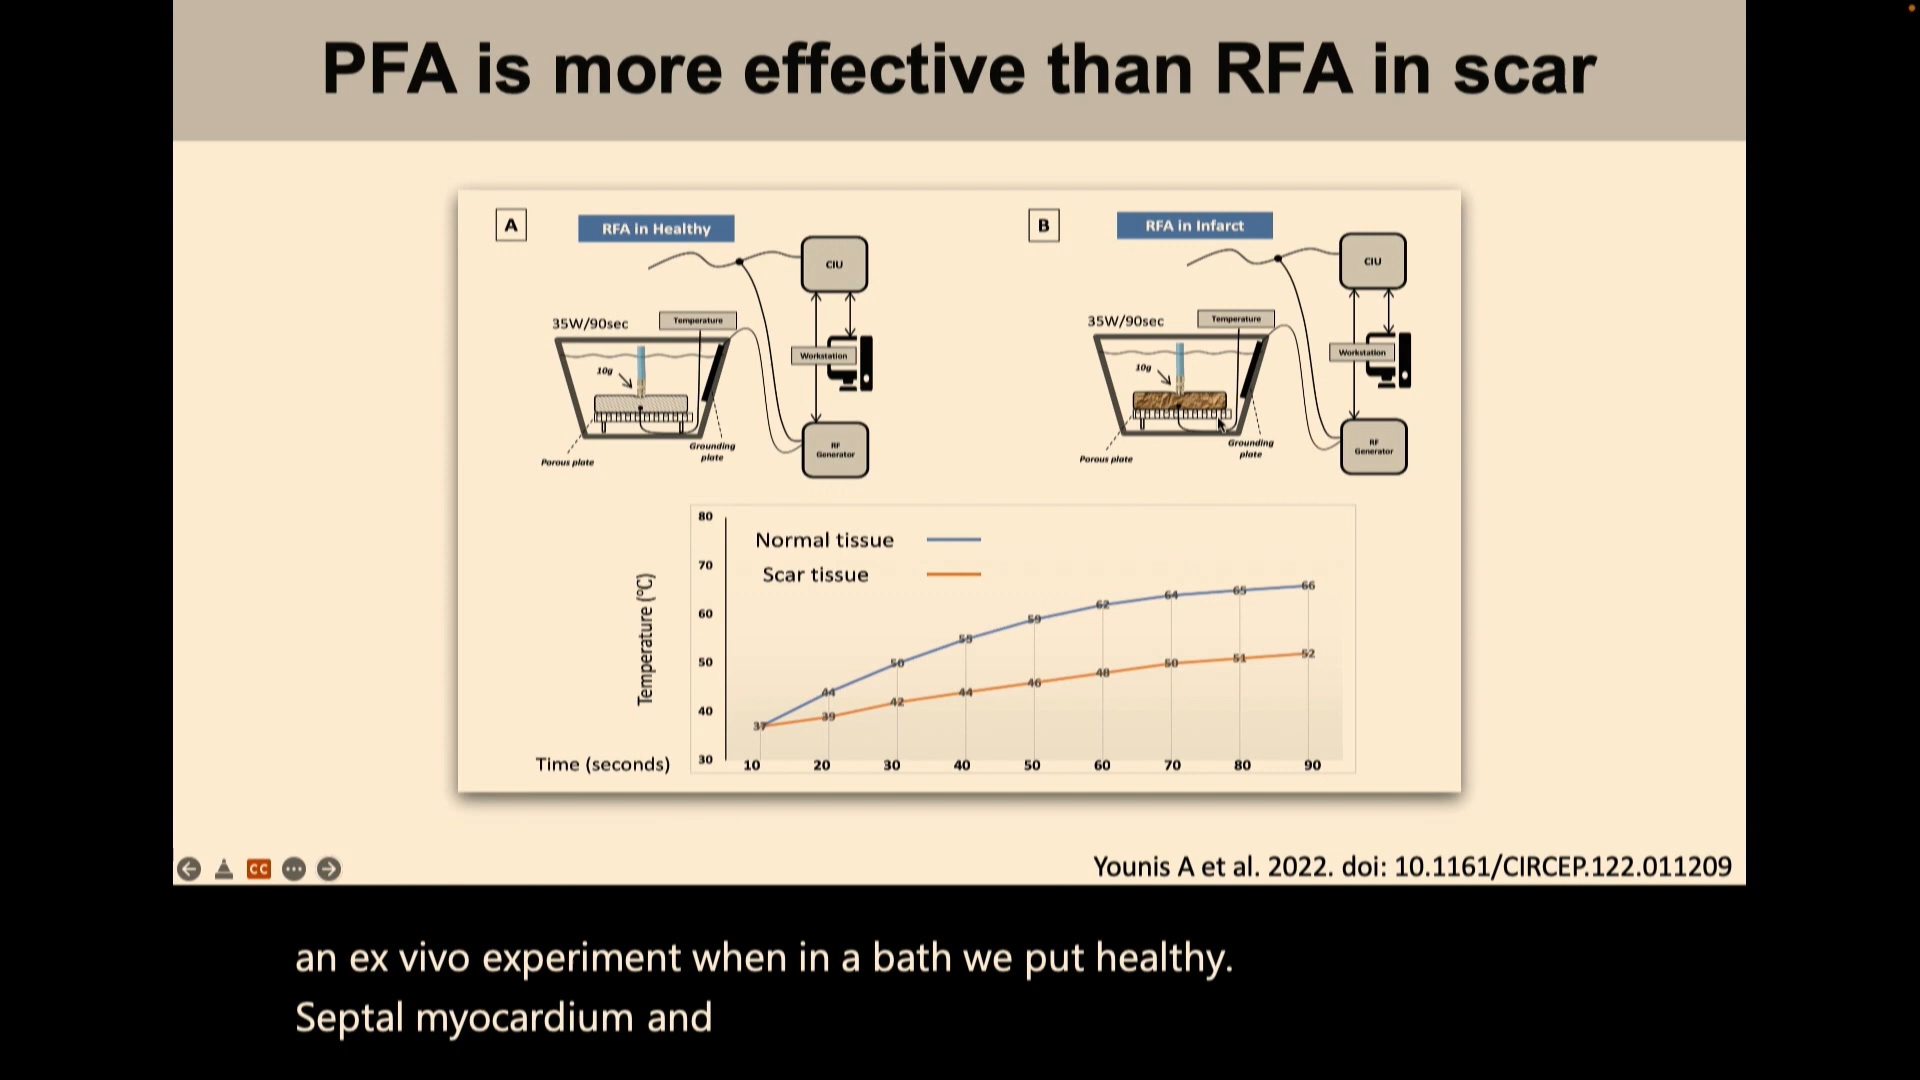 PFA is more effective than RFA in scar
A
RFA in Healthy
CIU
35W/90sec
Temperature
Workstation
10g
Grounding
plate
Porous plate
RF
Generator
B
RFA in Infarct
CIU
35W/90sec
Temperature
Workstation
10g
Grounding
plate
Porous plate
RF
Generator
Temperature (°C)
80
70
60
50
40
30
Normal tissue
Scar tissue
37 44 50 55 59 62 64 65 66
39 42 44 46 48 50 51 52
Time (seconds)
10 20 30 40 50 60 70 80 90
CC
Younis A et al. 2022. doi: 10.1161/CIRCEP.122.011209
an ex vivo experiment when in a bath we put healthy.
Septal myocardium and